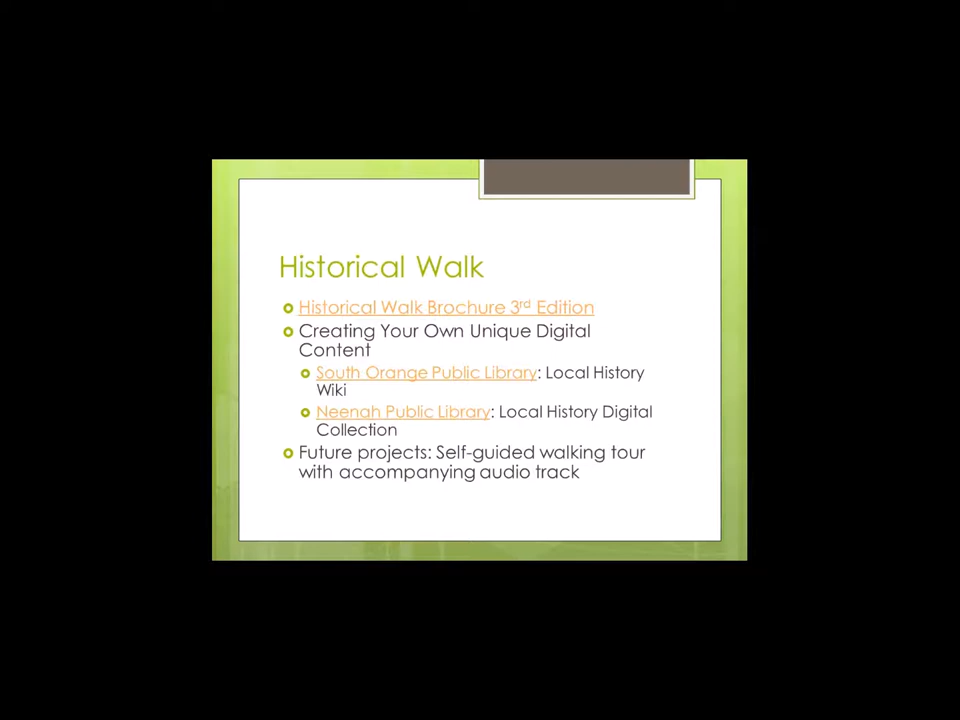 Historical Walk
Historical Walk Brochure 3rd Edition
Creating Your Own Unique Digital
Content
South Orange Public Library: Local History
Wiki
Neenah Public Library: Local History Digital
Collection
Future projects: Self-guided walking tour
with accompanying audio track